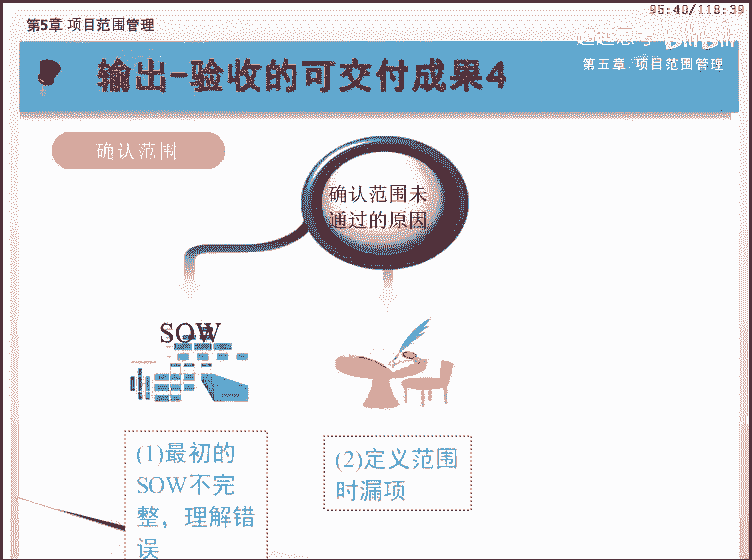 95:40/118:39
第5章 项目范围管理
输出-验收的可交付成果4
第五章 项目范围管理
确认范围
确认范围未
通过的原因
SOW
(1)最初的
SOW不完
整，理解错
误
(2)定义范围
时漏项